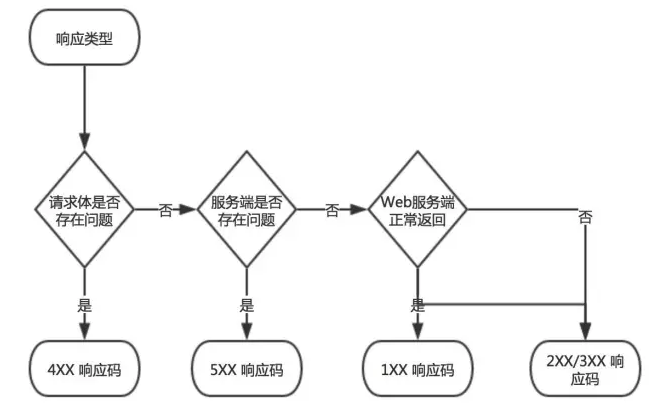 响应类型
请求体是否
存在问题
否
服务端是否
存在问题
否
Web服务端
正常返回
否
是
是
是
4XX 响应码
5XX 响应码
1XX 响应码
2XX/3XX 响
应码